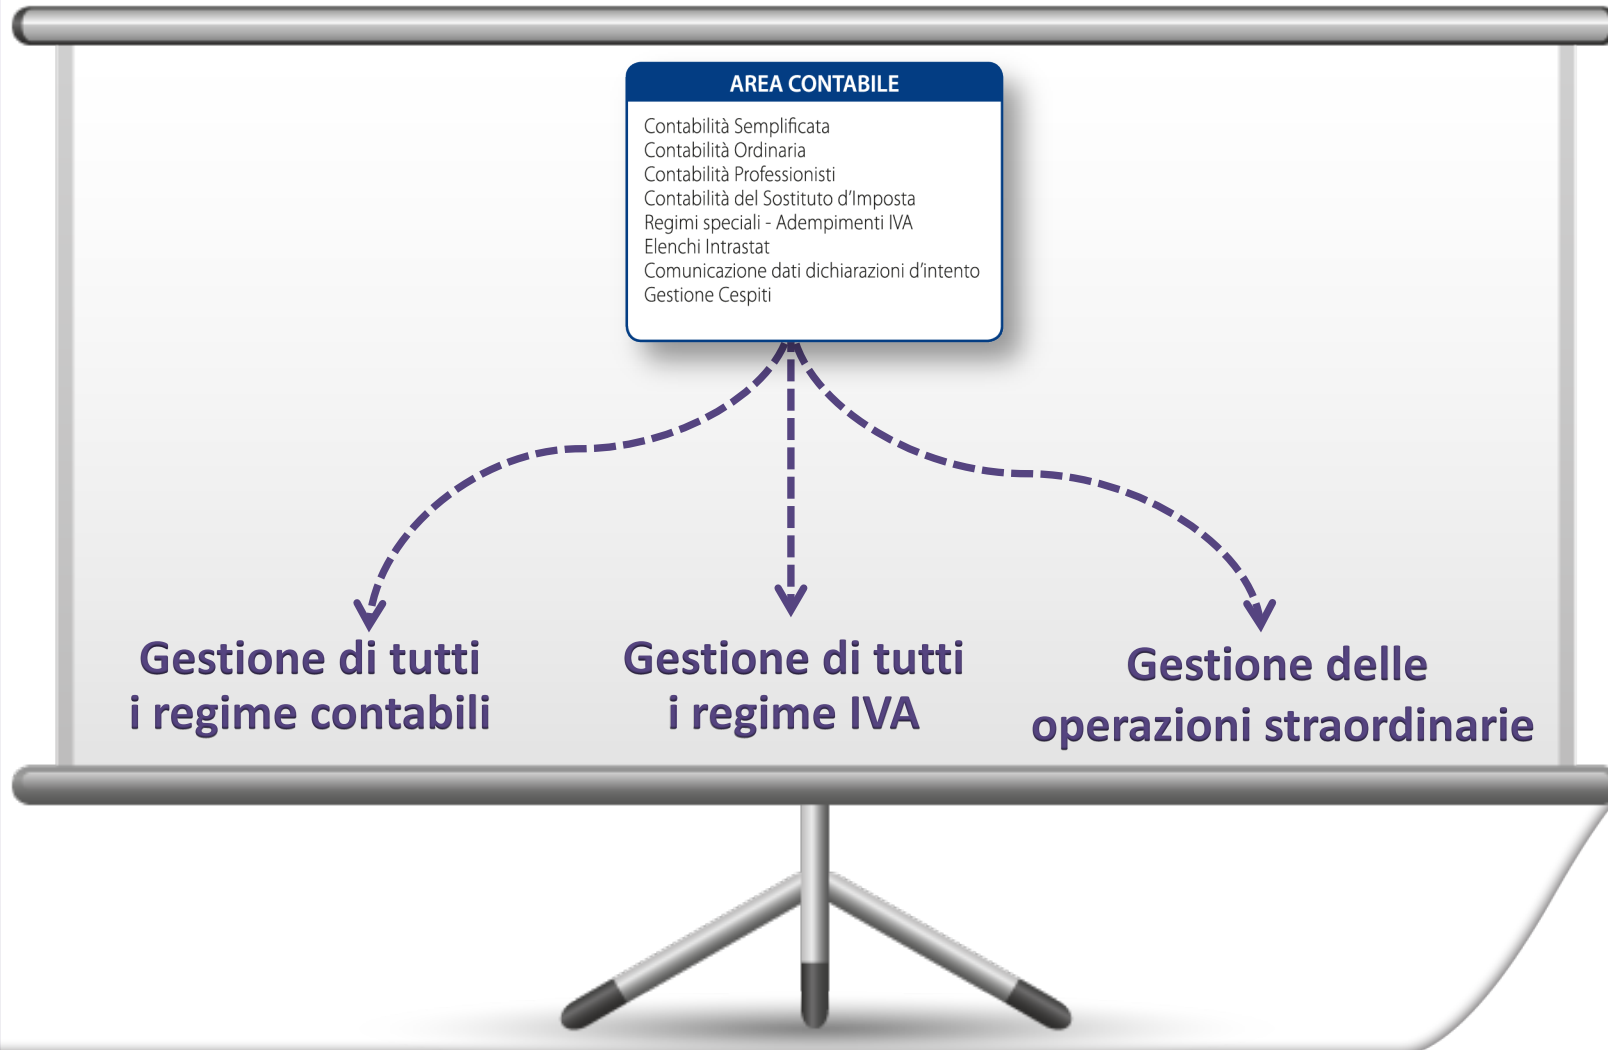 AREA CONTABILE
Contabilità Semplificata
Contabilità Ordinaria
Contabilità Professionisti
Contabilità del Sostituto d'Imposta
Regimi speciali - Adempimenti IVA
Elenchi Intrastat
Comunicazione dati dichiarazioni d'intento
Gestione Cespiti
Gestione di tutti
i regime contabili
Gestione di tutti
i regime IVA
Gestione delle
operazioni straordinarie